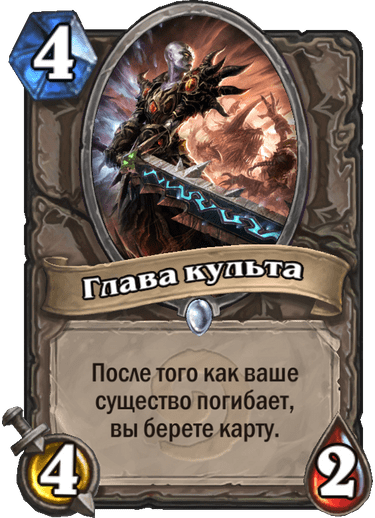 4
Глава культа
После того как ваше
существо погибает,
вы берете карту.
4
2